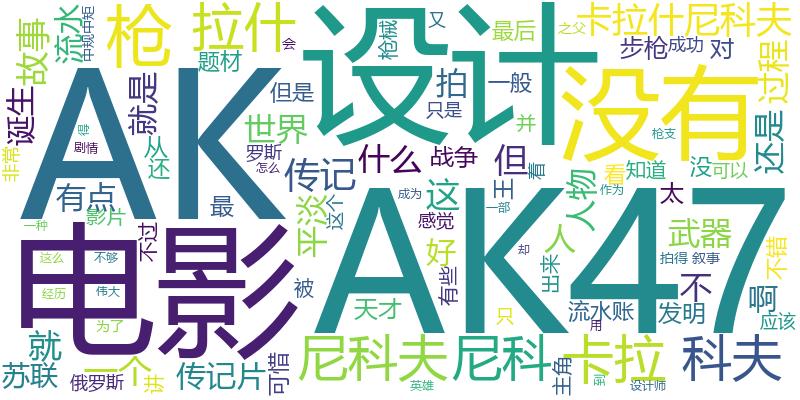 故事
流水
中规中矩
枪
拉什
设计
枪械
会
又
最后
之父
卡拉什尼科夫
步枪
成功
对
过程
诞生
AK
就是
题材
但是
拍
一般
只是
并
没有
还是
非常
得
剧情
从
还
世界
罗斯
怎么
传记
什么
战争
但
着
枪支
看
知道
没
可以
有点
影片
最
平淡
这个
成为
这
王
一部
人
人物
作为
太
武器
一种
不过
电影
AK47
感觉
好
却
出来
拍得
叙事
不错
这么
不够
经历
伟大
为了
被
天才
有些
只
流水账
用
不
发明
啊
应该
就
苏联
一个
俄罗斯
讲
传记片
可惜
尼科夫
英雄
尼科
主角
卡拉
到
设计师
科夫